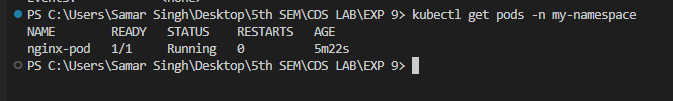 Events:            <none>
PS C:\Users\Samar Singh\Desktop\5th SEM\CDS LAB\EXP 9> kubectl get pods -n my-namespace
NAME        READY   STATUS    RESTARTS   AGE
nginx-pod   1/1     Running   0          5m22s
PS C:\Users\Samar Singh\Desktop\5th SEM\CDS LAB\EXP 9>